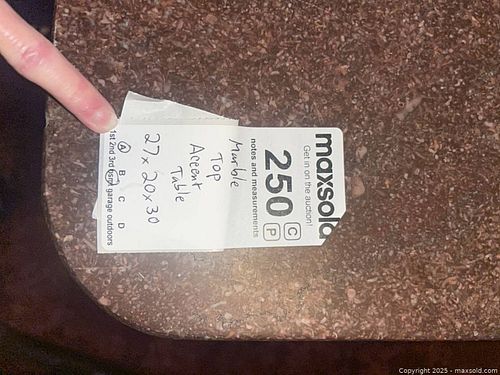 maxsold
Get in on the auction!
250
C
P
notes and measurements
Marble
Top
Accent
Table
27 x 20 x 30
A B C D
1st 2nd 3rd bsmt garage outdoors
Copyright © 2025 - maxsold.com